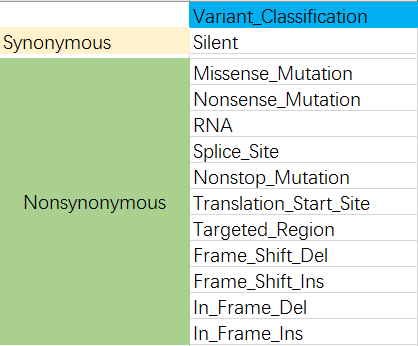 Variant_Classification
Synonymous Silent
Missense_Mutation
Nonsense_Mutation
RNA
Splice_Site
Nonstop_Mutation
Nonsynonymous Translation_Start_Site
Targeted_Region
Frame_Shift_Del
Frame_Shift_Ins
In_Frame_Del
In_Frame_Ins